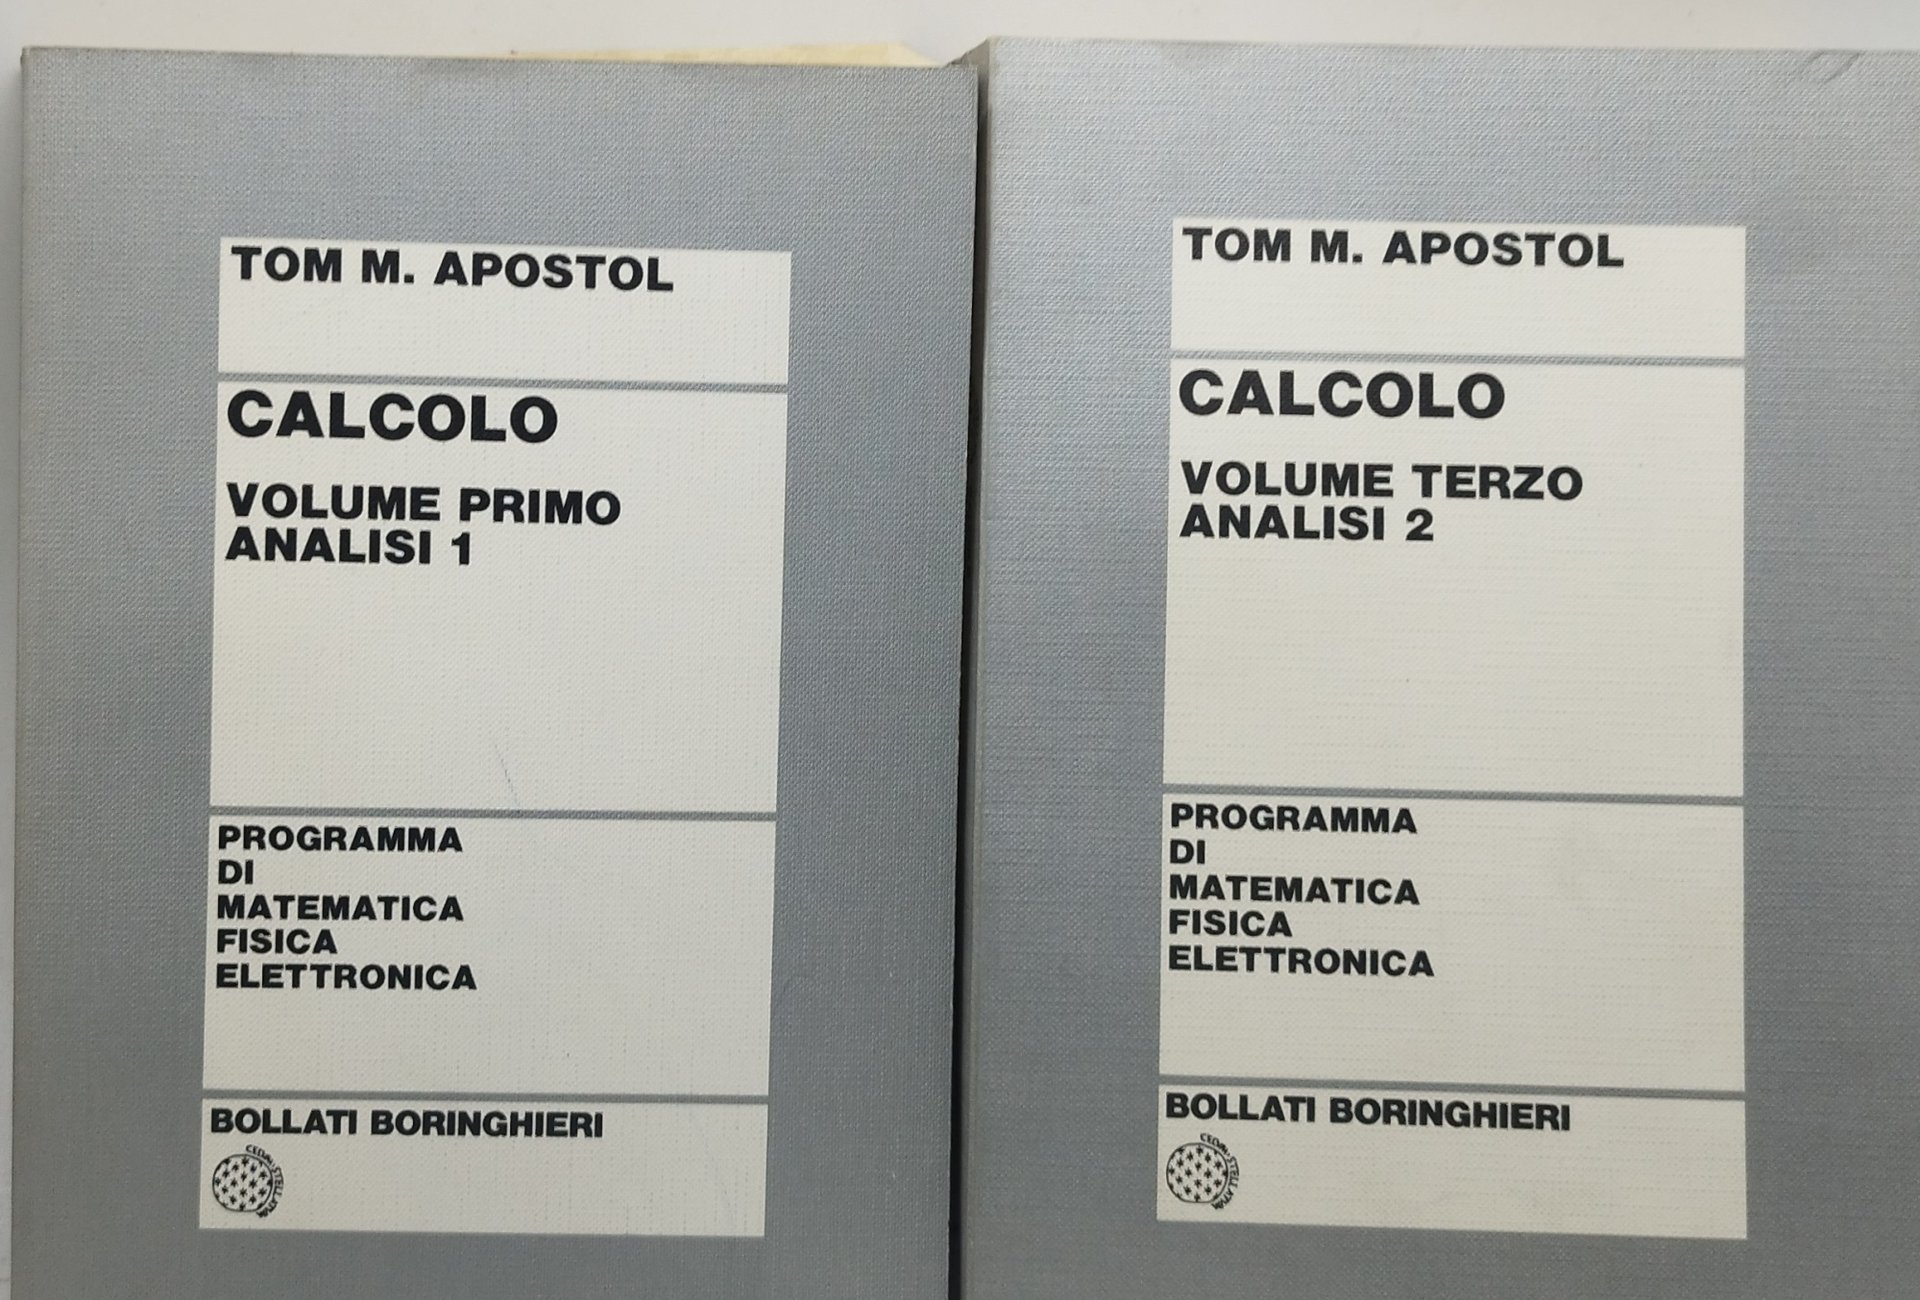 TOM M. APOSTOL
CALCOLO
VOLUME PRIMO
ANALISI 1
PROGRAMMA
DI
MATEMATICA
FISICA
ELETTRONICA
BOLLATI BORINGHIERI
TOM M. APOSTOL
CALCOLO
VOLUME TERZO
ANALISI 2
PROGRAMMA
DI
MATEMATICA
FISICA
ELETTRONICA
BOLLATI BORINGHIERI